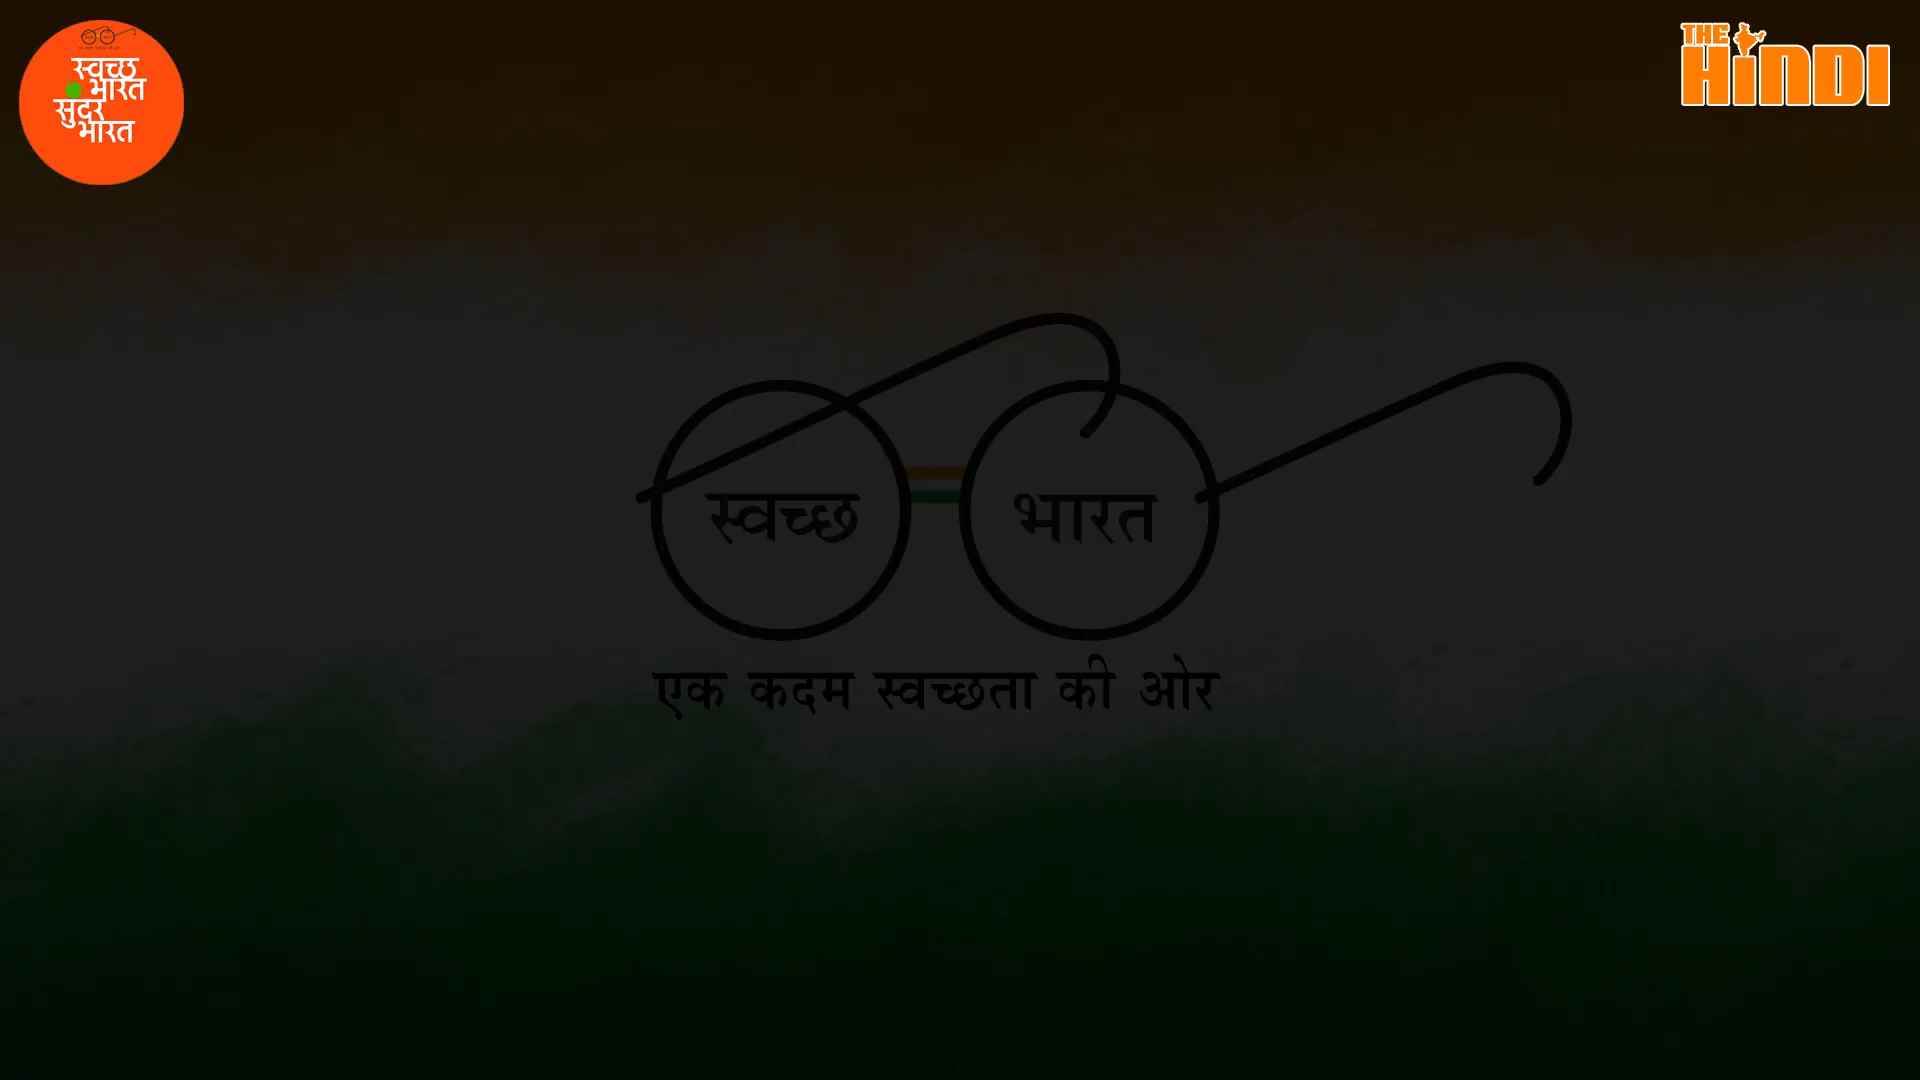 स्वच्छ
भारत
सुंदर
भारत
THE
HiNDI
स्वच्छ भारत
एक कदम स्वच्छता की ओर